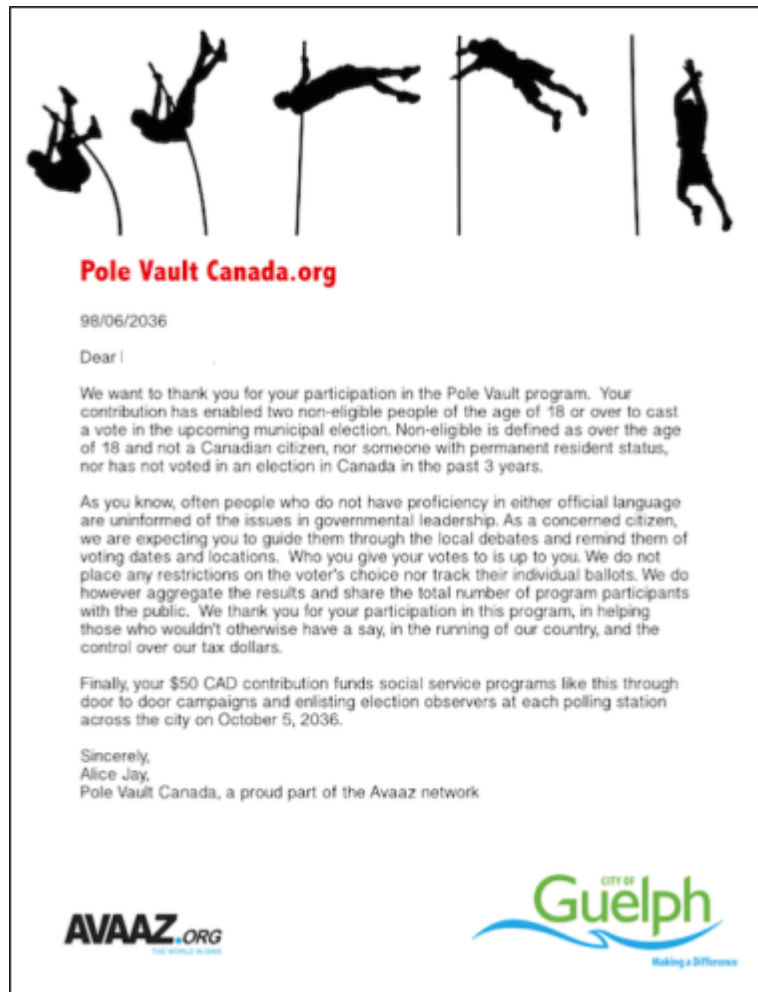 Pole Vault Canada.org
98/06/2036
Dear
We want to thank you for your participation in the Pole Vault program. Your
contribution has enabled two non-eligible people of the age of 18 or over to cast
a vote in the upcoming municipal election. Non-eligible is defined as over the age
of 18 and not a Canadian citizen, nor someone with permanent resident status,
nor has not voted in an election in Canada in the past 3 years.
As you know, often people who do not have proficiency in either official language
are uninformed of the issues in governmental leadership. As a concerned citizen,
we are expecting you to guide them through the local debates and remind them of
voting dates and locations. Who you give your votes to is up to you. We do not
place any restrictions on the voter's choice nor track their individual ballots. We do
however aggregate the results and share the total number of program participants
with the public. We thank you for your participation in this program, in helping
those who wouldn't otherwise have a say, in the running of our country, and the
control over our tax dollars.
Finally, your $50 CAD contribution funds social service programs like this through
door to door campaigns and enlisting election observers at each polling station
across the city on October 5, 2036.
Sincerely,
Alice Jay,
Pole Vault Canada, a proud part of the Avaaz network
AVAAZ.ORG
THE WORLD IN WAR
CITY OF
Guelph
Making a Difference